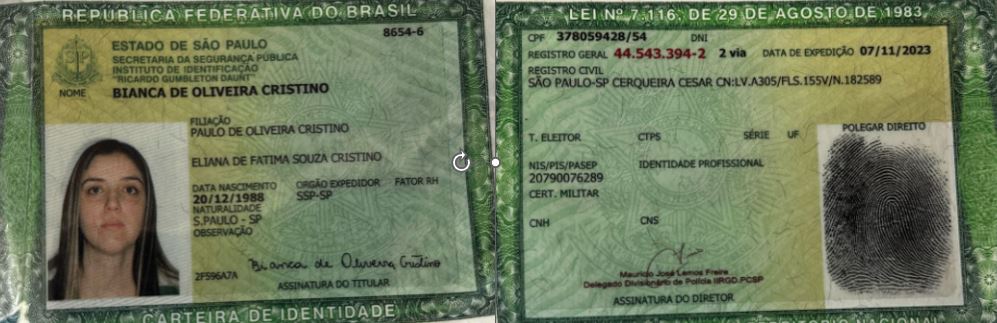 REPÚBLICA FEDERATIVA DO BRASIL
8654-6
ESTADO DE SÃO PAULO
SECRETARIA DA SEGURANÇA PÚBLICA
INSTITUTO DE IDENTIFICAÇÃO
"RICARDO GUMBLETON DAUNT"
NOME BIANCA DE OLIVEIRA CRISTINO
FILIAÇÃO
PAULO DE OLIVEIRA CRISTINO
ELIANA DE FATIMA SOUZA CRISTINO
DATA NASCIMENTO ORGÃO EXPEDIDOR FATOR RH
20/12/1988 SSP-SP
NATURALIDADE
S.PAULO - SP
OBSERVAÇÃO
2F596A7A Bianca de Oliveira Cristino
ASSINATURA DO TITULAR
CARTEIRA DE IDENTIDADE
LEI Nº 7.116, DE 29 DE AGOSTO DE 1983
CPF 378059428/54 DNI
REGISTRO GERAL 44.543.394-2 2 via DATA DE EXPEDIÇÃO 07/11/2023
REGISTRO CIVIL
SÃO PAULO-SP CERQUEIRA CESAR CN:LV.A305/FLS.155V/N.182589
POLEGAR DIREITO
T. ELEITOR CTPS SÉRIE UF
NIS/PIS/PASEP IDENTIDADE PROFISSIONAL
20790076289
CERT. MILITAR
CNH CNS
Mauricio José Lemos Freire
Delegado Divisionário de Polícia IIRGD.PCSP
ASSINATURA DO DIRETOR